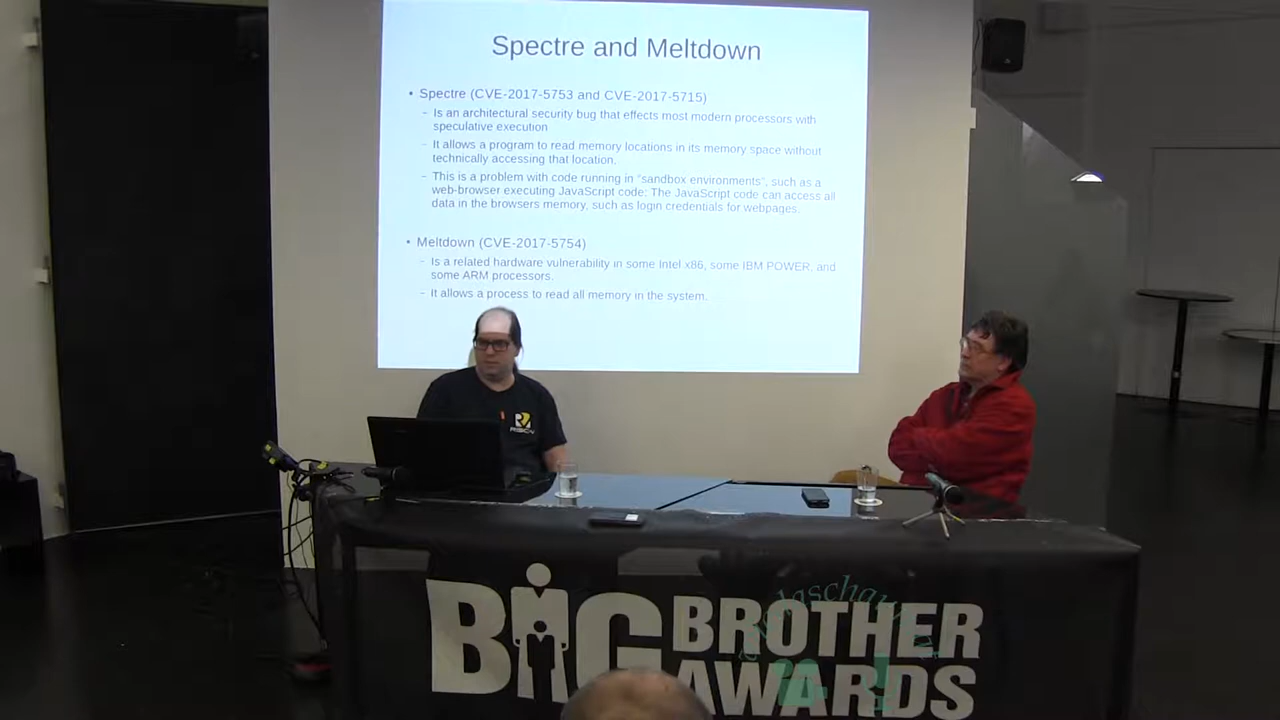 Spectre and Meltdown
• Spectre (CVE-2017-5753 and CVE-2017-5715)
– Is an architectural security bug that effects most modern processors with
speculative execution
– It allows a program to read memory locations in its memory space without
technically accessing that location.
– This is a problem with code running in "sandbox environments", such as a
web-browser executing JavaScript code: The JavaScript code can access all
data in the browsers memory, such as login credentials for webpages.
• Meltdown (CVE-2017-5754)
– Is a related hardware vulnerability in some Intel x86, some IBM POWER, and
some ARM processors.
– It allows a process to read all memory in the system.
BIG BROTHER
AWARDS